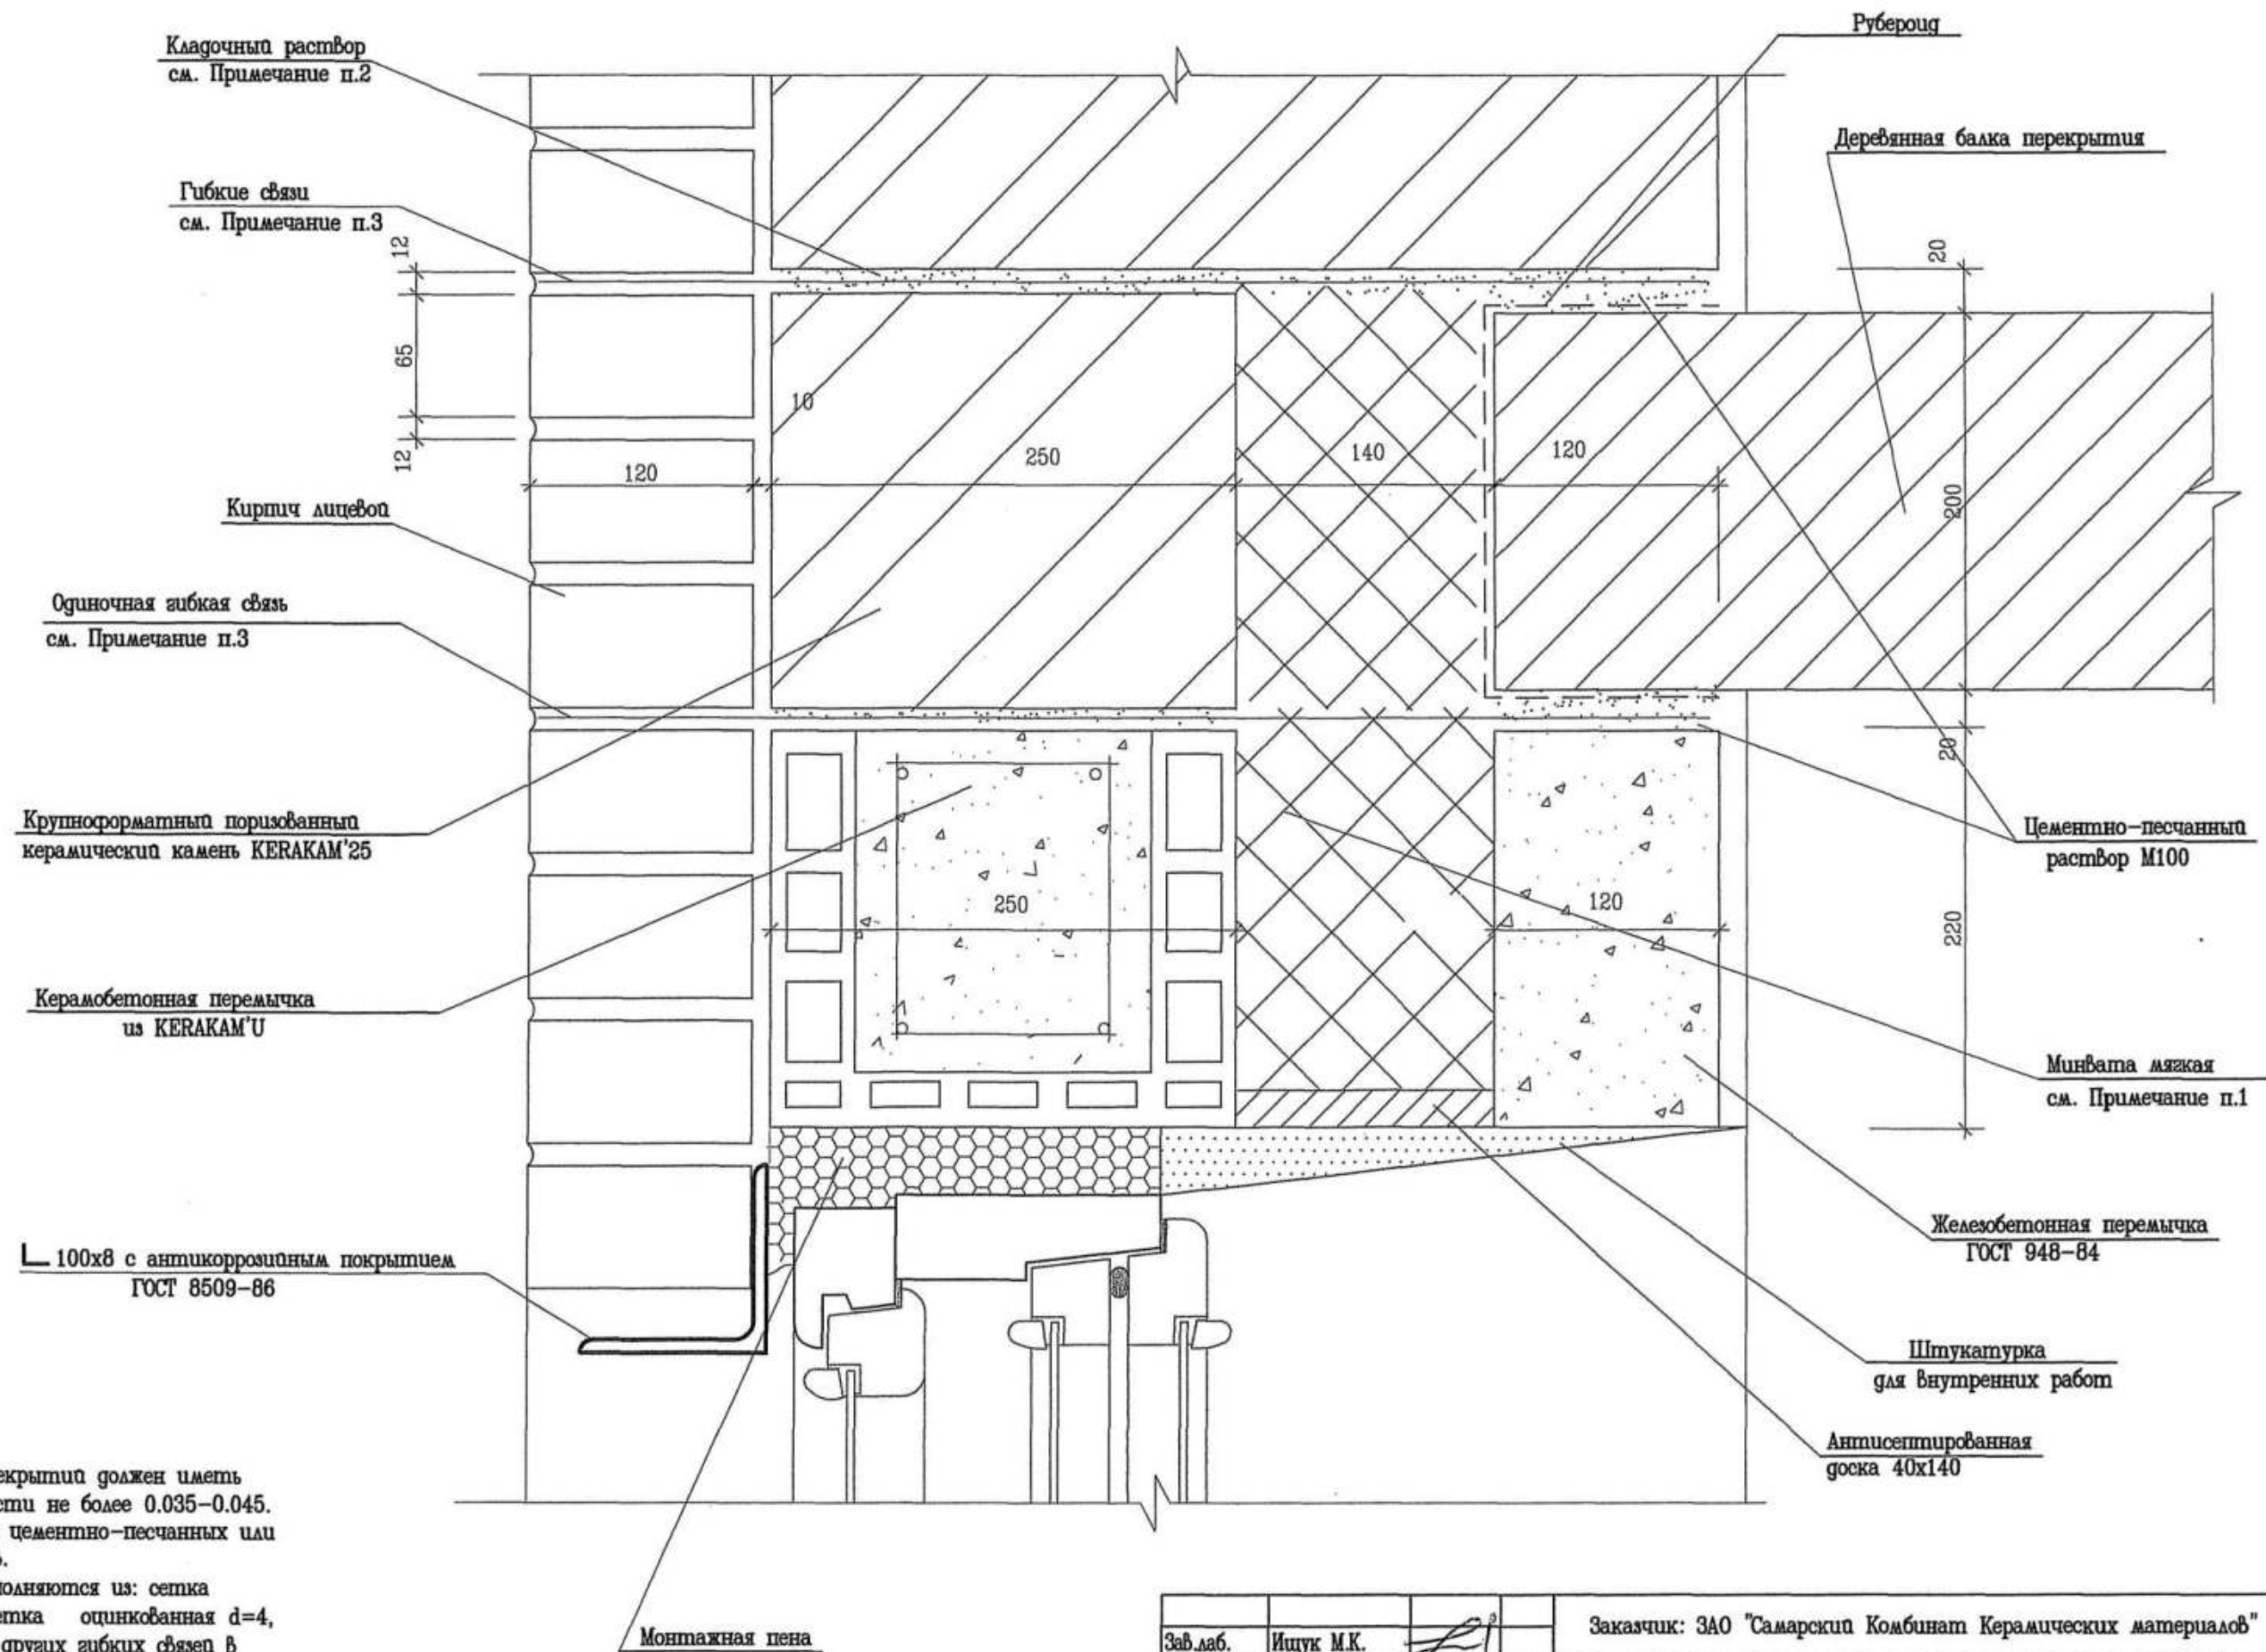 Кладочный раствор
см. Примечание п.2
Рубероид
Деревянная балка перекрытия
Гибкие связи
см. Примечание п.3
12
65
12
20
10
120
250
140
120
200
Кирпич лицевой
Одиночная гибкая связь
см. Примечание п.3
20
Крупноформатный поризованный
керамический камень KERAKAM'25
Цементно-песчанный
раствор М100
250
120
220
Керамобетонная перемычка
из KERAKAM'U
Минвата мягкая
см. Примечание п.1
Железобетонная перемычка
ГОСТ 948-84
100х8 с антикоррозийным покрытием
ГОСТ 8509-86
Штукатурка
для внутренних работ
Антисептированная
доска 40х140
екрытий должен иметь
сти не более 0.035-0.045.
цементно-песчанных или
олняются из: сетка
етка оцинкованная d=4,
других гибких связей в
Монтажная пена
Зав.лаб.
Ищук М.К.
Заказчик: ЗАО "Самарский Комбинат Керамических материалов"